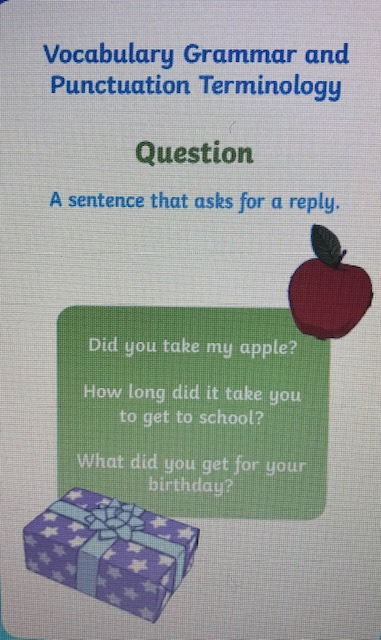 Vocabulary Grammar and
Punctuation Terminology
Question
A sentence that asks for a reply.
Did you take my apple?
How long did it take you
to get to school?
What did you get for your
birthday?